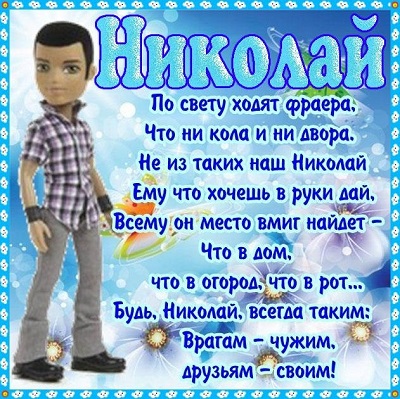 Николай
По свету ходят фраера,
Что ни кола и ни двора.
Не из таких наш Николай
Ему что хочешь в руки дай,
Всему он место вмиг найдет –
Что в дом,
что в огород, что в рот...
Будь, Николай, всегда таким:
Врагам – чужим,
друзьям – своим!